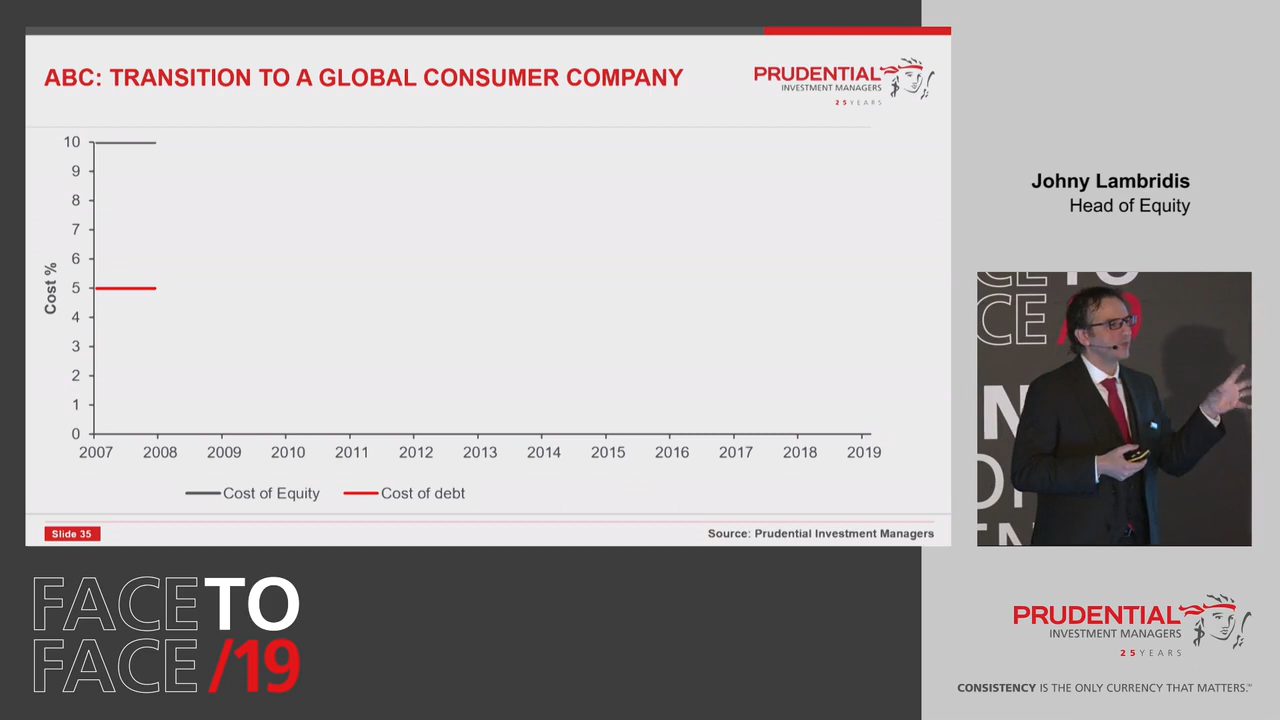 ABC: TRANSITION TO A GLOBAL CONSUMER COMPANY
PRUDENTIAL
INVESTMENT MANAGERS
25 YEARS
10
9
8
7
6
5
4
3
2
1
0
Cost %
2007 2008 2009 2010 2011 2012 2013 2014 2015 2016 2017 2018 2019
Cost of Equity Cost of debt
Slide 35
Source: Prudential Investment Managers
Johny Lambridis
Head of Equity
FACE TO
FACE /19
PRUDENTIAL
INVESTMENT MANAGERS
25 YEARS
CONSISTENCY IS THE ONLY CURRENCY THAT MATTERS.™